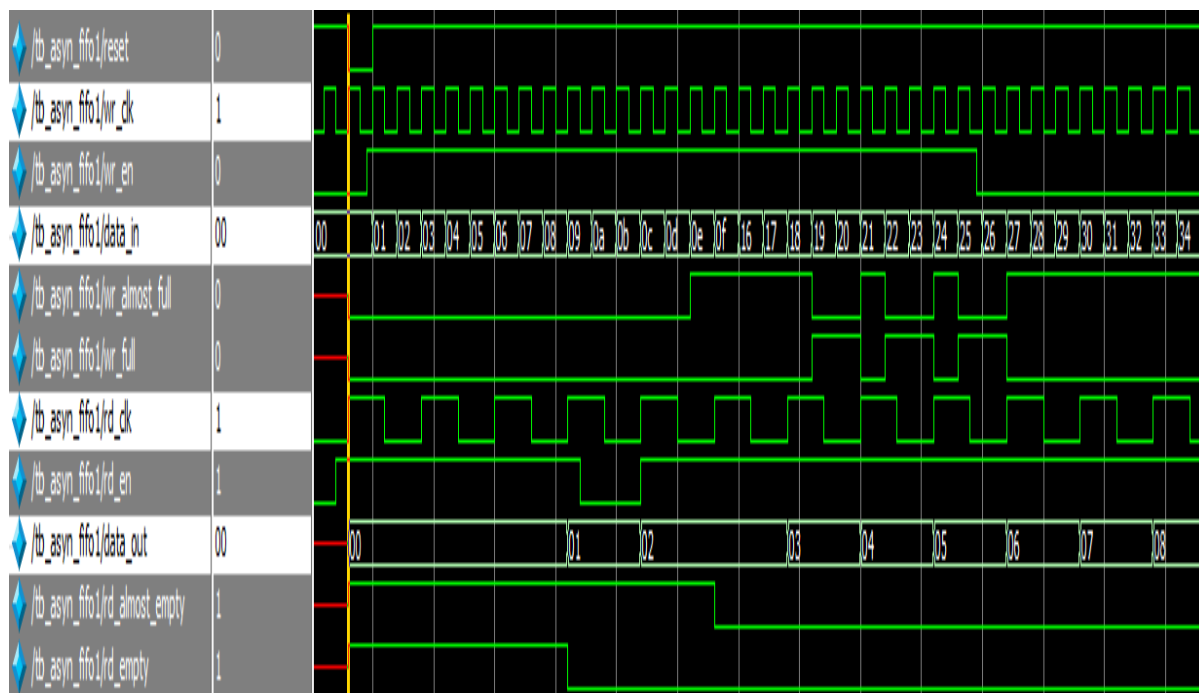 /tb_asyn_fifo1/reset 0
/tb_asyn_fifo1/wr_clk 1
/tb_asyn_fifo1/wr_en 0
/tb_asyn_fifo1/data_in 00 00 01 02 03 04 05 06 07 08 09 0a 0b 0c 0d 0e 0f 16 17 18 19 20 21 22 23 24 25 26 27 28 29 30 31 32 33 34
/tb_asyn_fifo1/wr_almost_full 0
/tb_asyn_fifo1/wr_full 0
/tb_asyn_fifo1/rd_clk 1
/tb_asyn_fifo1/rd_en 1
/tb_asyn_fifo1/data_out 00 00 01 02 03 04 05 06 07 08
/tb_asyn_fifo1/rd_almost_empty 1
/tb_asyn_fifo1/rd_empty 1